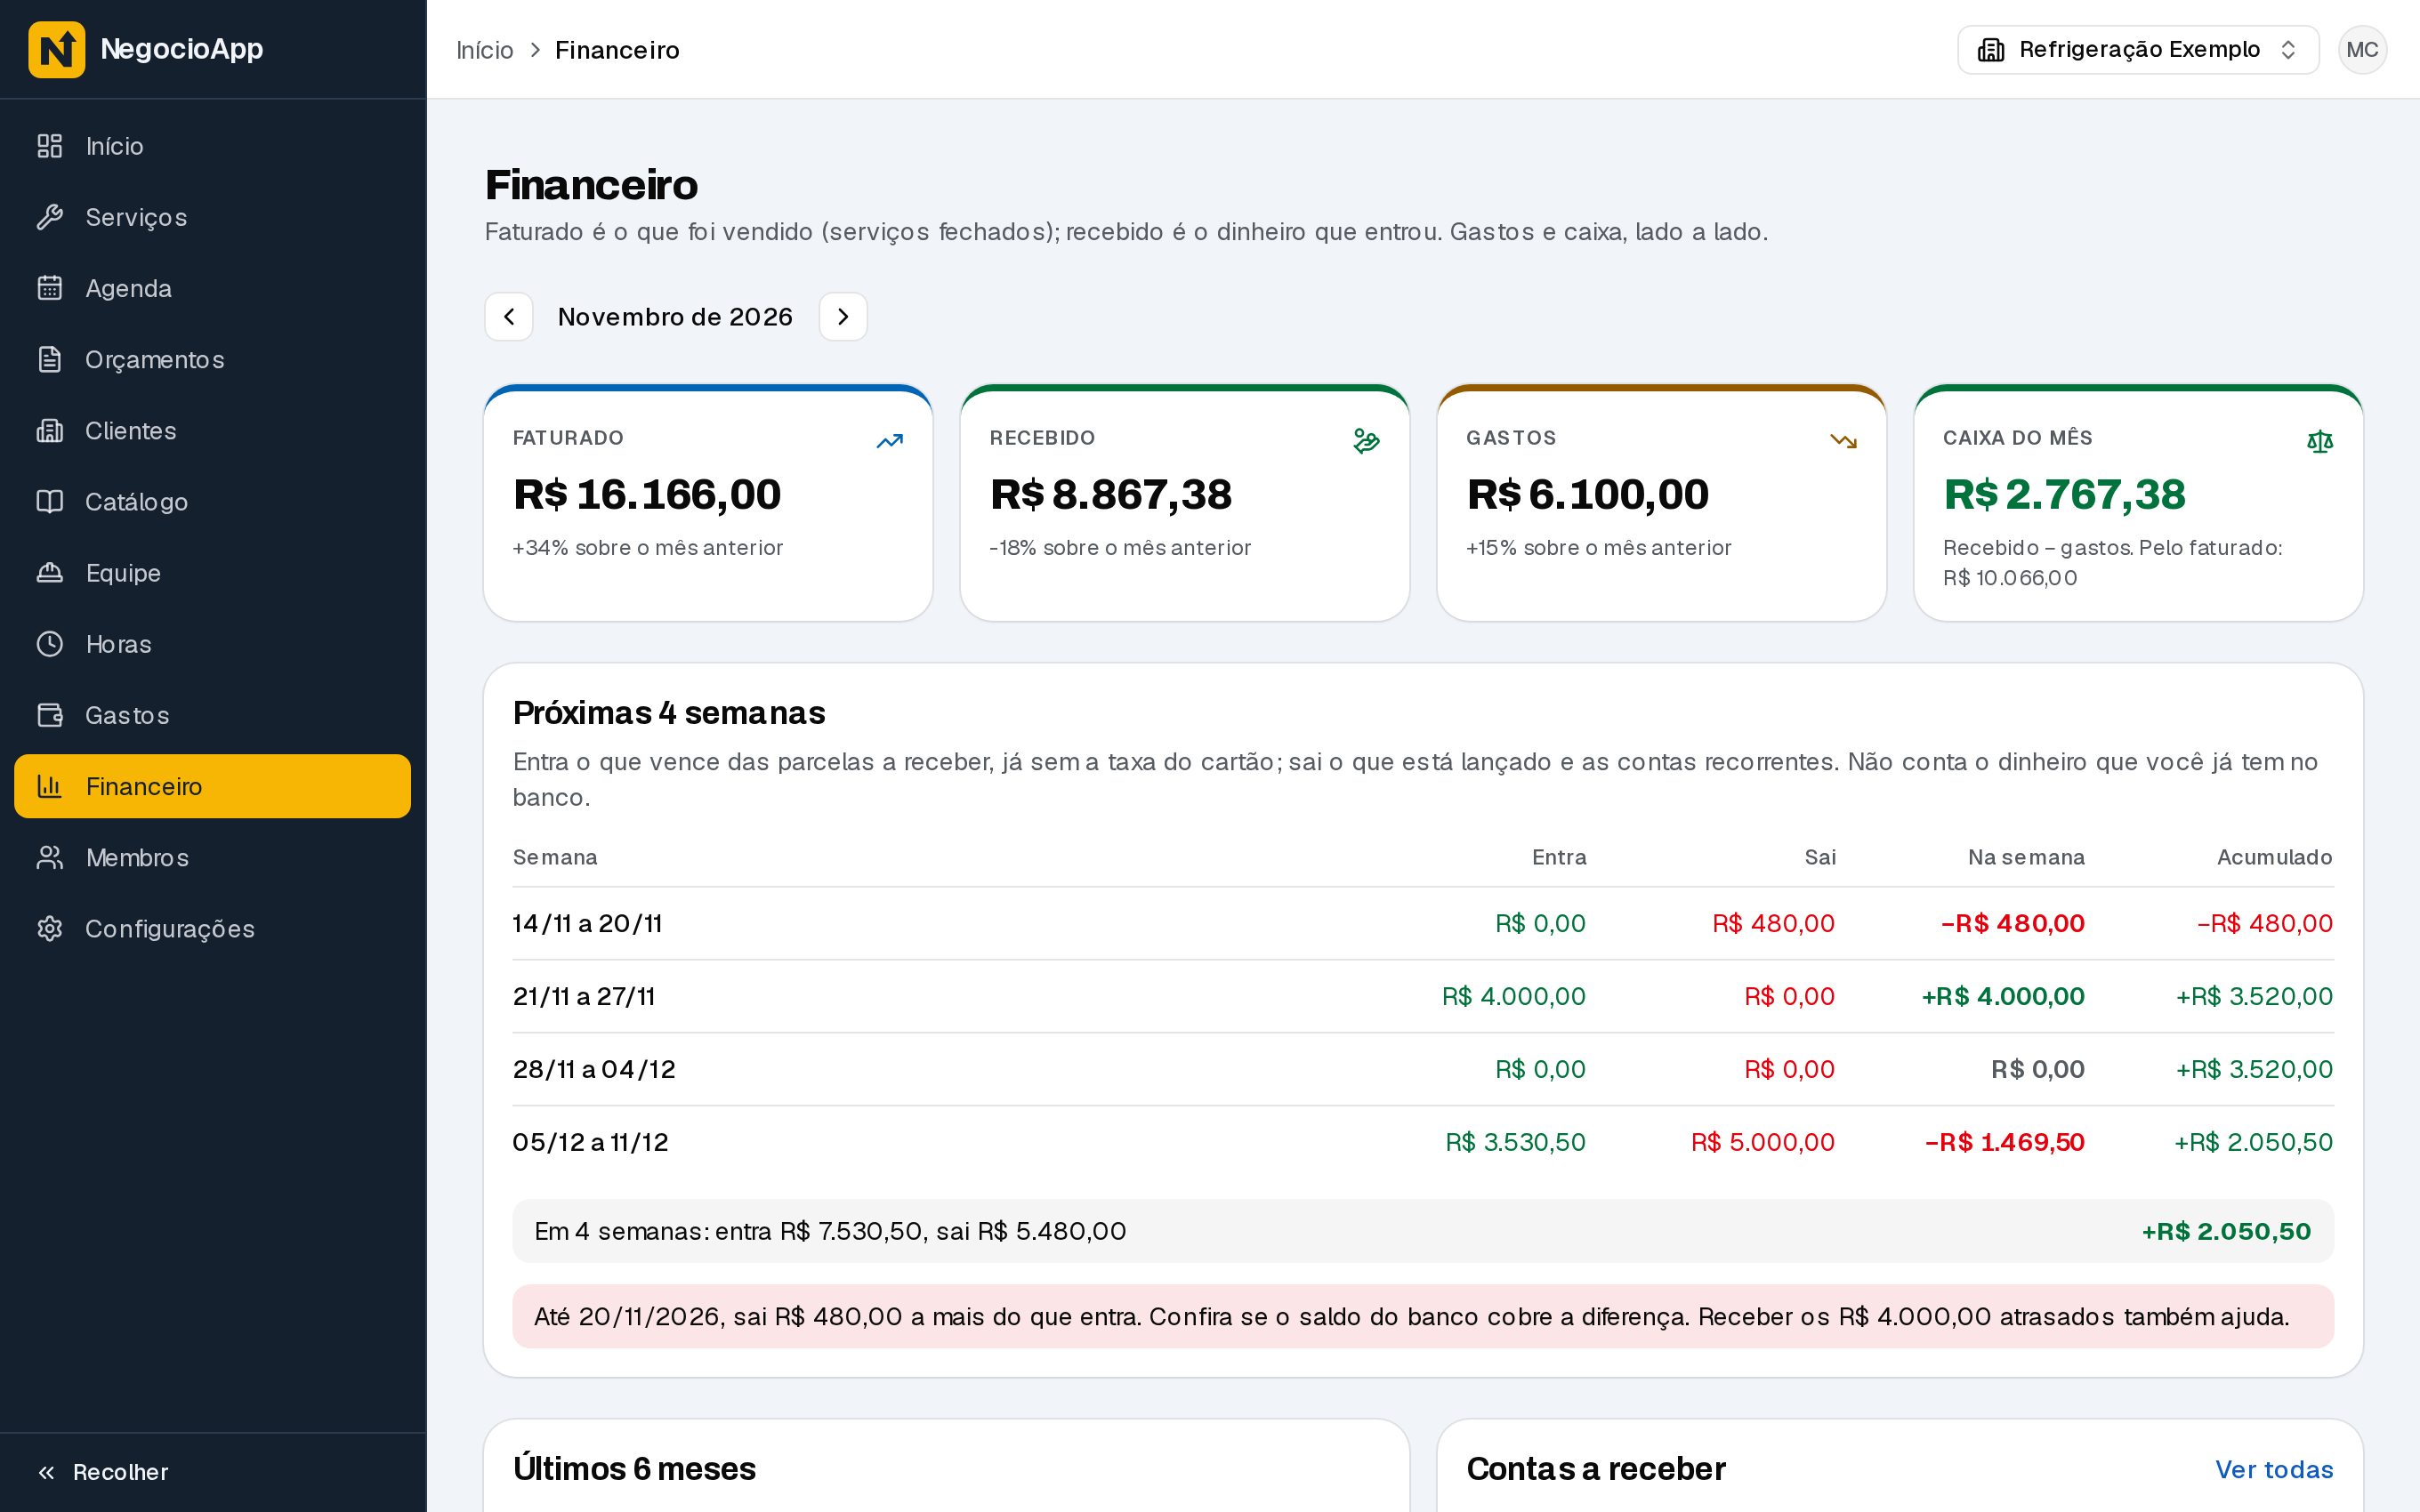 NegocioApp
Início
Serviços
Agenda
Orçamentos
Clientes
Catálogo
Equipe
Horas
Gastos
Financeiro
Membros
Configurações
Recolher
Início > Financeiro
Refrigeração Exemplo
MC
Financeiro
Faturado é o que foi vendido (serviços fechados); recebido é o dinheiro que entrou. Gastos e caixa, lado a lado.
Novembro de 2026
FATURADO
R$ 16.166,00
+34% sobre o mês anterior
RECEBIDO
R$ 8.867,38
-18% sobre o mês anterior
GASTOS
R$ 6.100,00
+15% sobre o mês anterior
CAIXA DO MÊS
R$ 2.767,38
Recebido – gastos. Pelo faturado:
R$ 10.066,00
Próximas 4 semanas
Entra o que vence das parcelas a receber, já sem a taxa do cartão; sai o que está lançado e as contas recorrentes. Não conta o dinheiro que você já tem no
banco.
Semana Entra Sai Na semana Acumulado
14/11 a 20/11 R$ 0,00 R$ 480,00 −R$ 480,00 −R$ 480,00
21/11 a 27/11 R$ 4.000,00 R$ 0,00 +R$ 4.000,00 +R$ 3.520,00
28/11 a 04/12 R$ 0,00 R$ 0,00 R$ 0,00 +R$ 3.520,00
05/12 a 11/12 R$ 3.530,50 R$ 5.000,00 −R$ 1.469,50 +R$ 2.050,50
Em 4 semanas: entra R$ 7.530,50, sai R$ 5.480,00 +R$ 2.050,50
Até 20/11/2026, sai R$ 480,00 a mais do que entra. Confira se o saldo do banco cobre a diferença. Receber os R$ 4.000,00 atrasados também ajuda.
Últimos 6 meses
Contas a receber
Ver todas